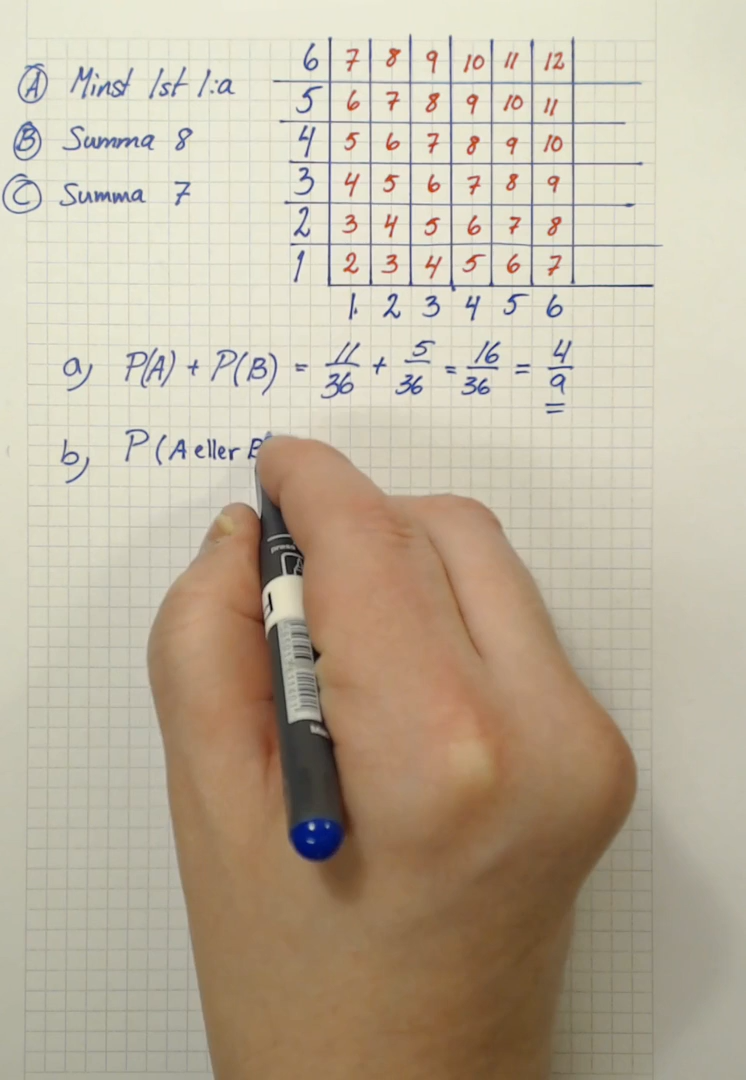 A Minst 1st 1:a
B Summa 8
C Summa 7
6 7 8 9 10 11 12
5 6 7 8 9 10 11
4 5 6 7 8 9 10
3 4 5 6 7 8 9
2 3 4 5 6 7 8
1 2 3 4 5 6 7
1 2 3 4 5 6
a) P(A) + P(B) = 11/36 + 5/36 = 16/36 = 4/9
b) P(A eller B)
press